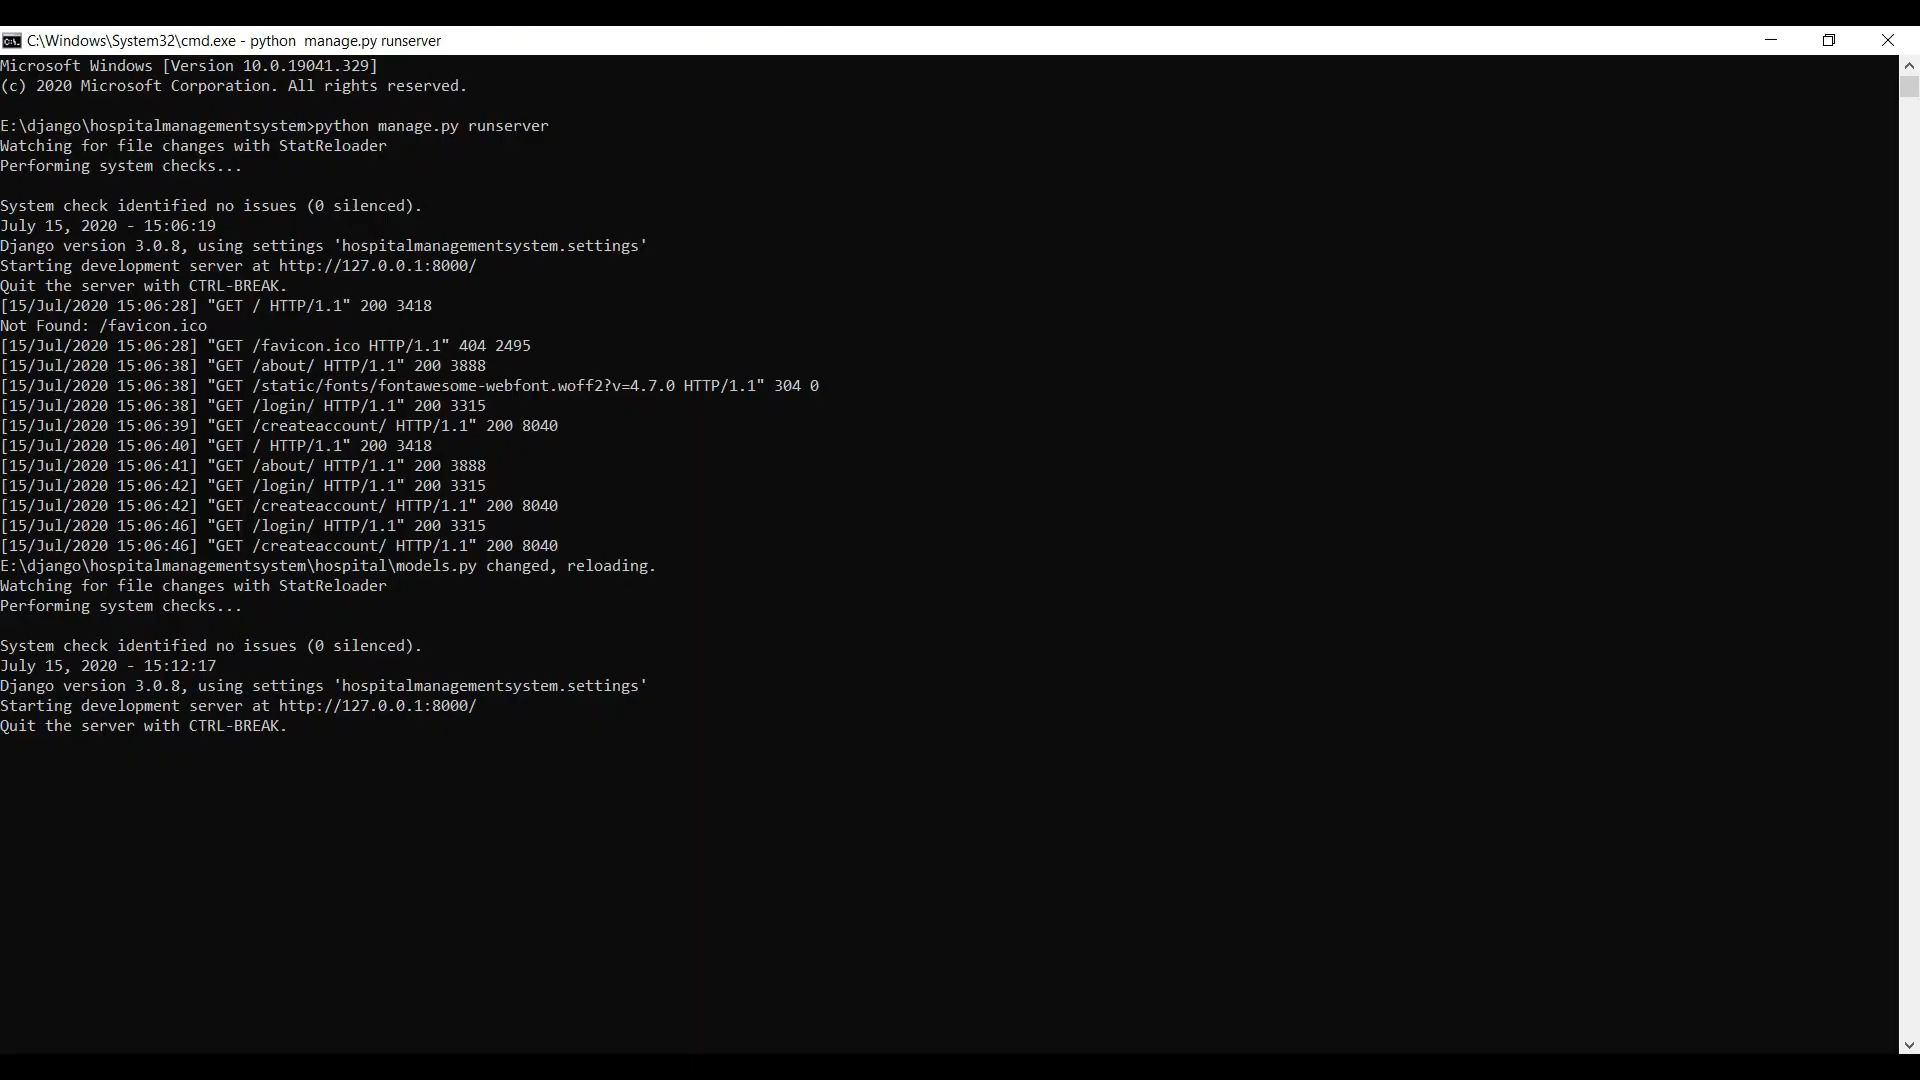 C:\Windows\System32\cmd.exe - python  manage.py runserver
Microsoft Windows [Version 10.0.19041.329]
(c) 2020 Microsoft Corporation. All rights reserved.
E:\django\hospitalmanagementsystem>python manage.py runserver
Watching for file changes with StatReloader
Performing system checks...
System check identified no issues (0 silenced).
July 15, 2020 - 15:06:19
Django version 3.0.8, using settings 'hospitalmanagementsystem.settings'
Starting development server at http://127.0.0.1:8000/
Quit the server with CTRL-BREAK.
[15/Jul/2020 15:06:28] "GET / HTTP/1.1" 200 3418
Not Found: /favicon.ico
[15/Jul/2020 15:06:28] "GET /favicon.ico HTTP/1.1" 404 2495
[15/Jul/2020 15:06:38] "GET /about/ HTTP/1.1" 200 3888
[15/Jul/2020 15:06:38] "GET /static/fonts/fontawesome-webfont.woff2?v=4.7.0 HTTP/1.1" 304 0
[15/Jul/2020 15:06:38] "GET /login/ HTTP/1.1" 200 3315
[15/Jul/2020 15:06:39] "GET /createaccount/ HTTP/1.1" 200 8040
[15/Jul/2020 15:06:40] "GET / HTTP/1.1" 200 3418
[15/Jul/2020 15:06:41] "GET /about/ HTTP/1.1" 200 3888
[15/Jul/2020 15:06:42] "GET /login/ HTTP/1.1" 200 3315
[15/Jul/2020 15:06:42] "GET /createaccount/ HTTP/1.1" 200 8040
[15/Jul/2020 15:06:46] "GET /login/ HTTP/1.1" 200 3315
[15/Jul/2020 15:06:46] "GET /createaccount/ HTTP/1.1" 200 8040
E:\django\hospitalmanagementsystem\hospital\models.py changed, reloading.
Watching for file changes with StatReloader
Performing system checks...
System check identified no issues (0 silenced).
July 15, 2020 - 15:12:17
Django version 3.0.8, using settings 'hospitalmanagementsystem.settings'
Starting development server at http://127.0.0.1:8000/
Quit the server with CTRL-BREAK.